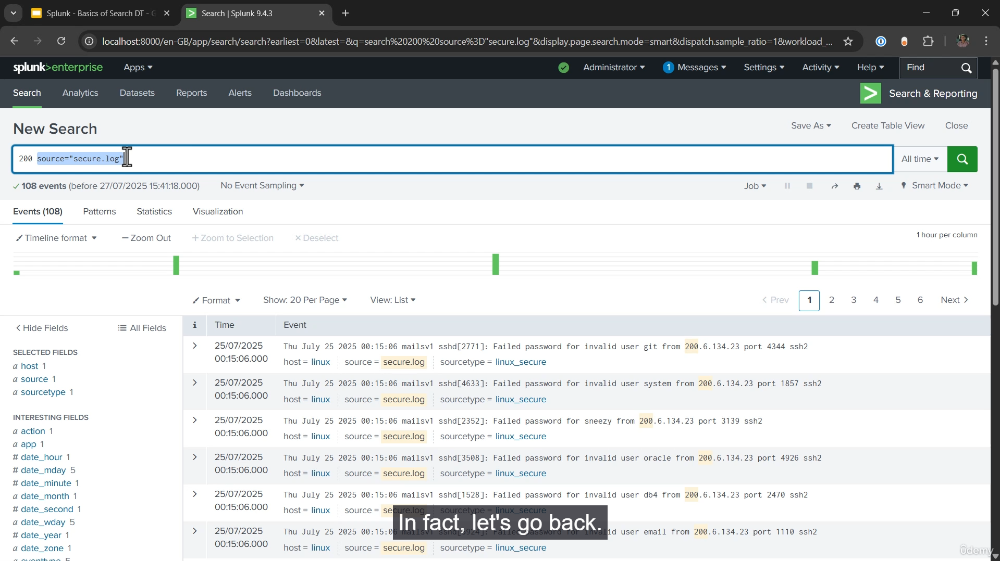 Splunk - Basics of Search DT - G
Search | Splunk 9.4.3
localhost:8000/en-GB/app/search/search?earliest=0&latest=&q=search%20200%20source%3D"secure.log"&display.page.search.mode=smart&dispatch.sample_ratio=1&workload_...
splunk>enterprise Apps
Administrator 1 Messages Settings Activity Help Find
Search Analytics Datasets Reports Alerts Dashboards
Search & Reporting
New Search
Save As Create Table View Close
200 source="secure.log"
All time
108 events (before 27/07/2025 15:41:18.000) No Event Sampling
Job Smart Mode
Events (108) Patterns Statistics Visualization
Timeline format — Zoom Out + Zoom to Selection × Deselect
1 hour per column
Format Show: 20 Per Page View: List
< Prev 1 2 3 4 5 6 Next >
< Hide Fields All Fields
SELECTED FIELDS
a host 1
a source 1
a sourcetype 1
INTERESTING FIELDS
a action 1
a app 1
# date_hour 1
# date_mday 5
# date_minute 1
a date_month 1
# date_second 1
a date_wday 5
# date_year 1
a date_zone 1
a eventtype 5
i Time Event
> 25/07/2025 00:15:06.000
Thu July 25 2025 00:15:06 mailsv1 sshd[2771]: Failed password for invalid user git from 200.6.134.23 port 4344 ssh2
host = linux source = secure.log sourcetype = linux_secure
> 25/07/2025 00:15:06.000
Thu July 25 2025 00:15:06 mailsv1 sshd[4633]: Failed password for invalid user system from 200.6.134.23 port 1857 ssh2
host = linux source = secure.log sourcetype = linux_secure
> 25/07/2025 00:15:06.000
Thu July 25 2025 00:15:06 mailsv1 sshd[2352]: Failed password for sneezy from 200.6.134.23 port 3139 ssh2
host = linux source = secure.log sourcetype = linux_secure
> 25/07/2025 00:15:06.000
Thu July 25 2025 00:15:06 mailsv1 sshd[3508]: Failed password for invalid user oracle from 200.6.134.23 port 4926 ssh2
host = linux source = secure.log sourcetype = linux_secure
> 25/07/2025 00:15:06.000
Thu July 25 2025 00:15:06 mailsv1 sshd[1528]: Failed password for invalid user db4 from 200.6.134.23 port 2470 ssh2
host = linux source = secure.log sourcetype = linux_secure
> 25/07/2025 00:15:06.000
Thu July 25 2025 00:15:06 user email from 200.6.134.23 port 1110 ssh2
host = linux source = secure.log sourcetype = linux_secure
In fact, let's go back.
ûdemy